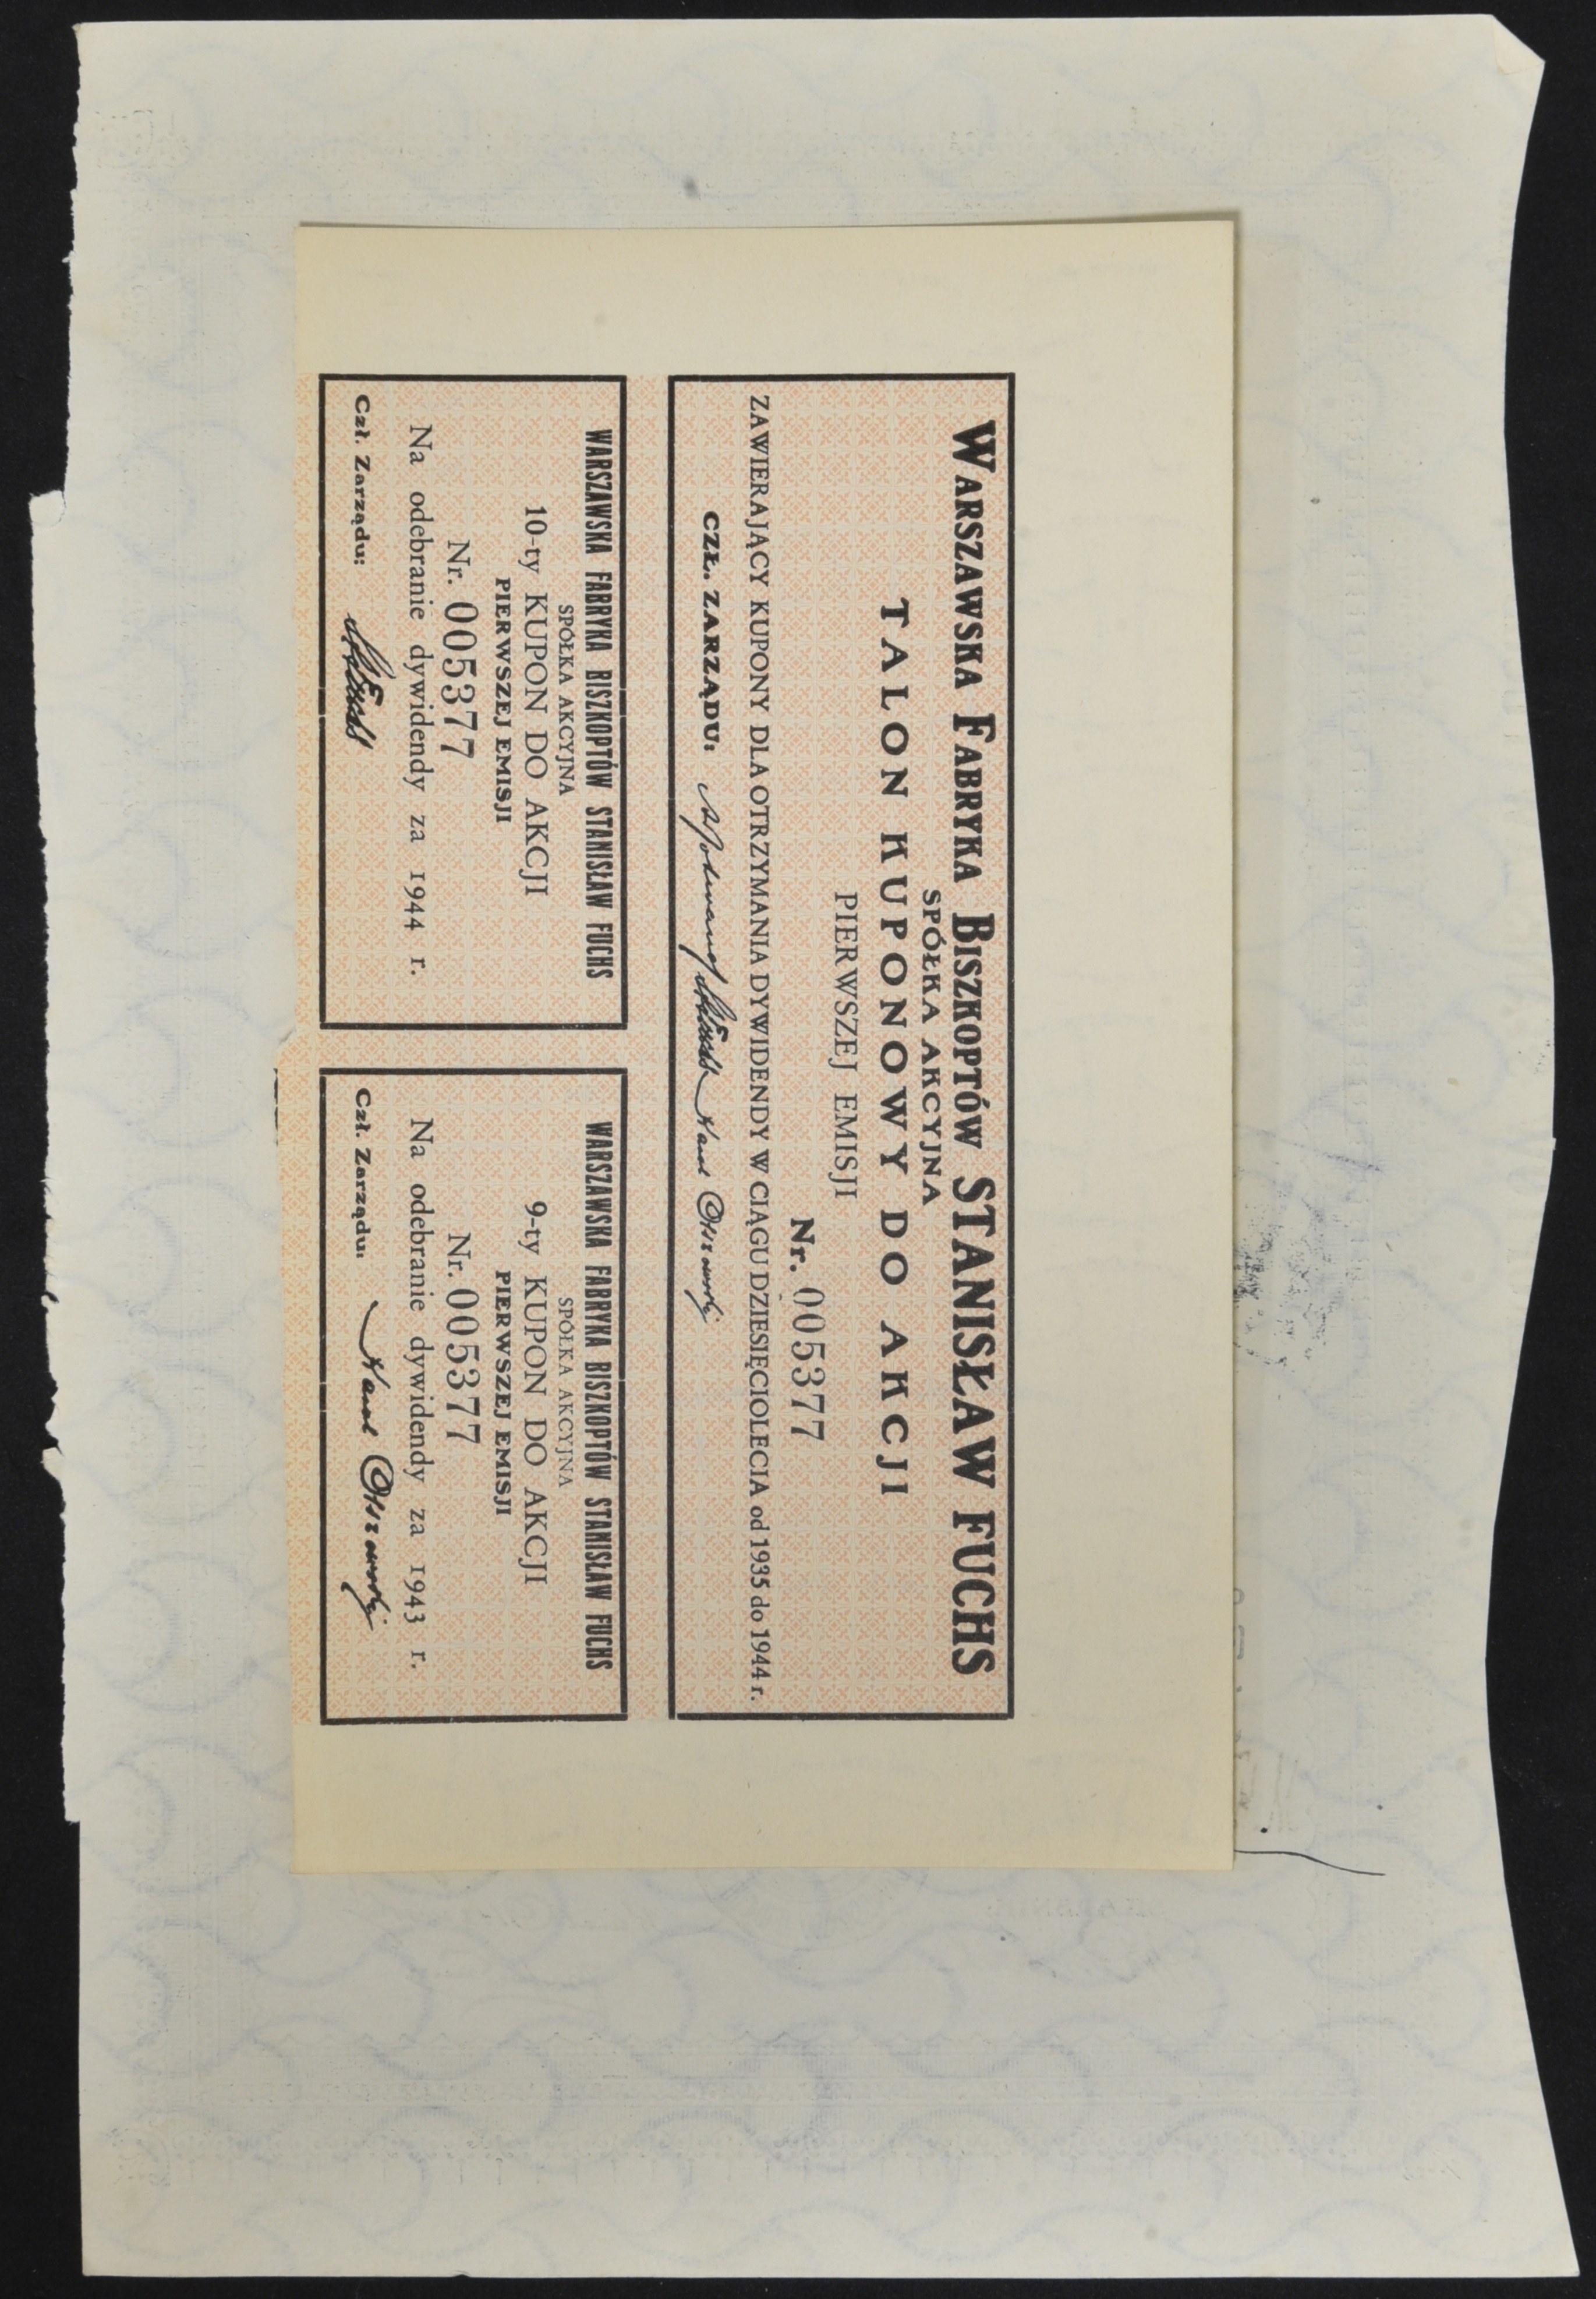 WARSZAWSKA FABRYKA BISZKOPTÓW STANISŁAW FUCHS
SPÓŁKA AKCYJNA
TALON KUPONOWY DO AKCJI
PIERWSZEJ EMISJI
Nr. 005377
ZAWIERAJĄCY KUPONY DLA OTRZYMANIA DYWIDENDY W CIĄGU DZIESIĘCIOLECIA od 1935 do 1944 r.
CZŁ. ZARZĄDU:
WARSZAWSKA FABRYKA BISZKOPTÓW STANISŁAW FUCHS
SPÓŁKA AKCYJNA
10-ty KUPON DO AKCJI
PIERWSZEJ EMISJI
Nr. 005377
Na odebranie dywidendy za 1944 r.
Czł. Zarządu:
WARSZAWSKA FABRYKA BISZKOPTÓW STANISŁAW FUCHS
SPÓŁKA AKCYJNA
9-ty KUPON DO AKCJI
PIERWSZEJ EMISJI
Nr. 005377
Na odebranie dywidendy za 1943 r.
Czł. Zarządu: